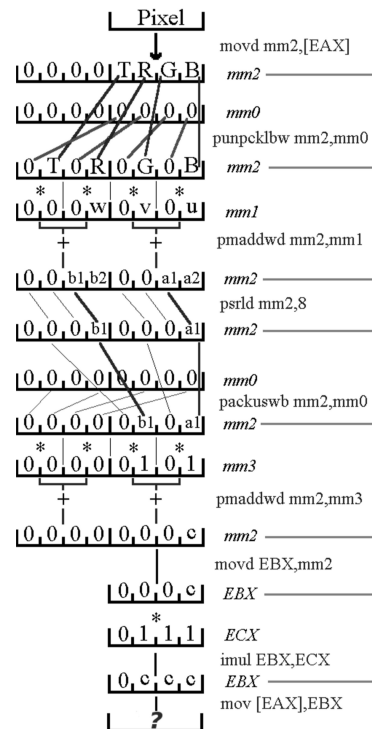 Pixel
movd mm2,[EAX]
0 0 0 0 T R G B mm2
0 0 0 0 0 0 0 0 mm0
punpcklbw mm2,mm0
0 T 0 R 0 G 0 B mm2
* * * *
0 0 0 w 0 v 0 u mm1
+ +
pmaddwd mm2,mm1
0 0 b1 b2 0 0 a1 a2 mm2
psrld mm2,8
0 0 0 b1 0 0 0 a1 mm2
0 0 0 0 0 0 0 0 mm0
packuswb mm2,mm0
0 0 0 0 0 b1 0 a1 mm2
* * * *
0 0 0 0 0 1 0 1 mm3
+ +
pmaddwd mm2,mm3
0 0 0 0 0 0 0 c mm2
movd EBX,mm2
0 0 0 c EBX
*
0 1 1 1 ECX
imul EBX,ECX
0 c c c EBX
mov [EAX],EBX
?